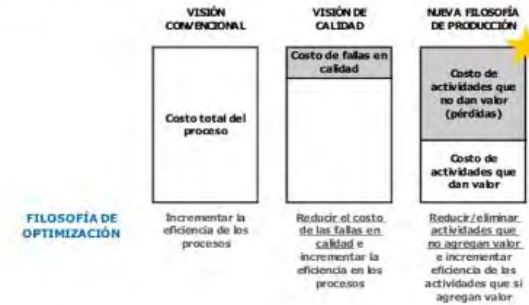 VISIÓN
CONVENCIONAL
VISIÓN DE
CALIDAD
NUEVA FILOSOFÍA
DE PRODUCCIÓN
Costo total del
proceso
Costo de fallas en
calidad
Costo de
actividades que
no dan valor
(pérdidas)
Costo de
actividades que
dan valor
FILOSOFÍA DE
OPTIMIZACIÓN
Incrementar la
eficiencia de los
procesos
Reducir el costo
de las fallas en
calidad e
incrementar la
eficiencia en los
procesos
Reducir/eliminar
actividades que
no agregan valor
e incrementar
eficiencia de las
actividades que si
agregan valor